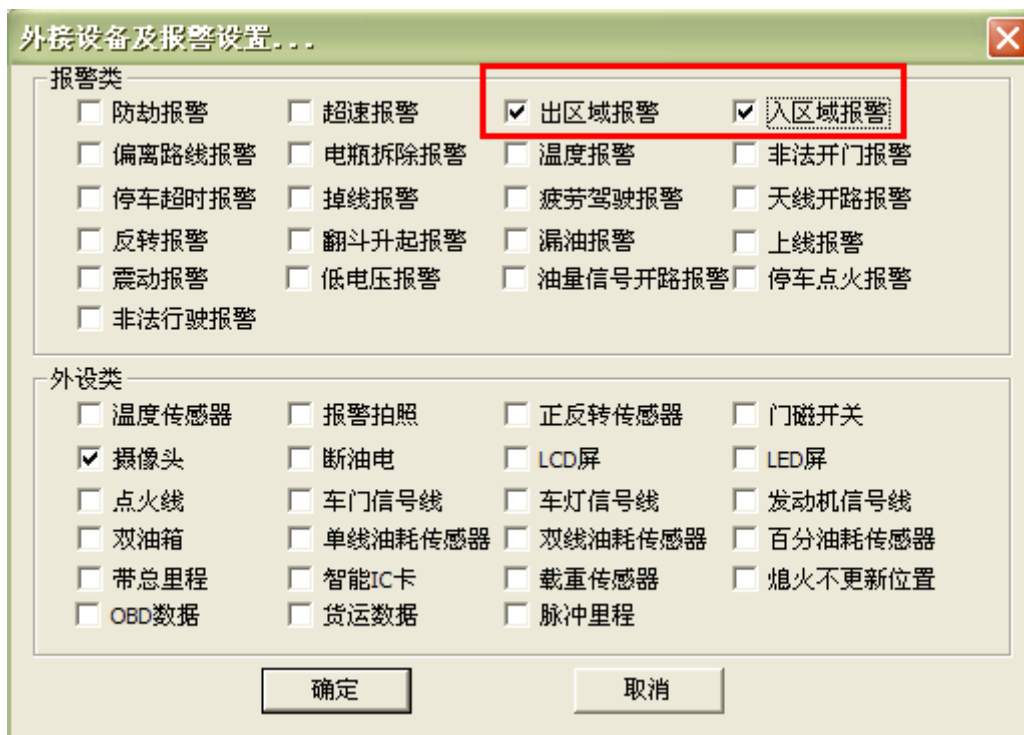 外接设备及报警设置...
报警类
防劫报警 超速报警 出区域报警 入区域报警
偏离路线报警 电瓶拆除报警 温度报警 非法开门报警
停车超时报警 掉线报警 疲劳驾驶报警 天线开路报警
反转报警 翻斗升起报警 漏油报警 上线报警
震动报警 低电压报警 油量信号开路报警 停车点火报警
非法行驶报警
外设类
温度传感器 报警拍照 正反转传感器 门磁开关
摄像头 断油电 LCD屏 LED屏
点火线 车门信号线 车灯信号线 发动机信号线
双油箱 单线油耗传感器 双线油耗传感器 百分油耗传感器
带总里程 智能IC卡 载重传感器 熄火不更新位置
OBD数据 货运数据 脉冲里程
确定 取消